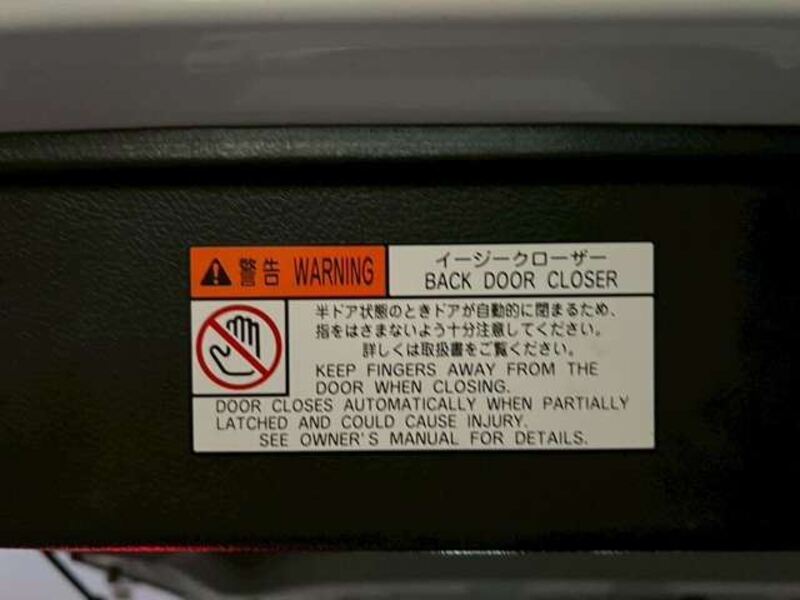 警告 WARNING
イージークローザー
BACK DOOR CLOSER
半ドア状態のときドアが自動的に閉まるため、
指をはさまないよう十分注意してください。
詳しくは取扱書をご覧ください。
KEEP FINGERS AWAY FROM THE
DOOR WHEN CLOSING.
DOOR CLOSES AUTOMATICALLY WHEN PARTIALLY
LATCHED AND COULD CAUSE INJURY.
SEE OWNER'S MANUAL FOR DETAILS.